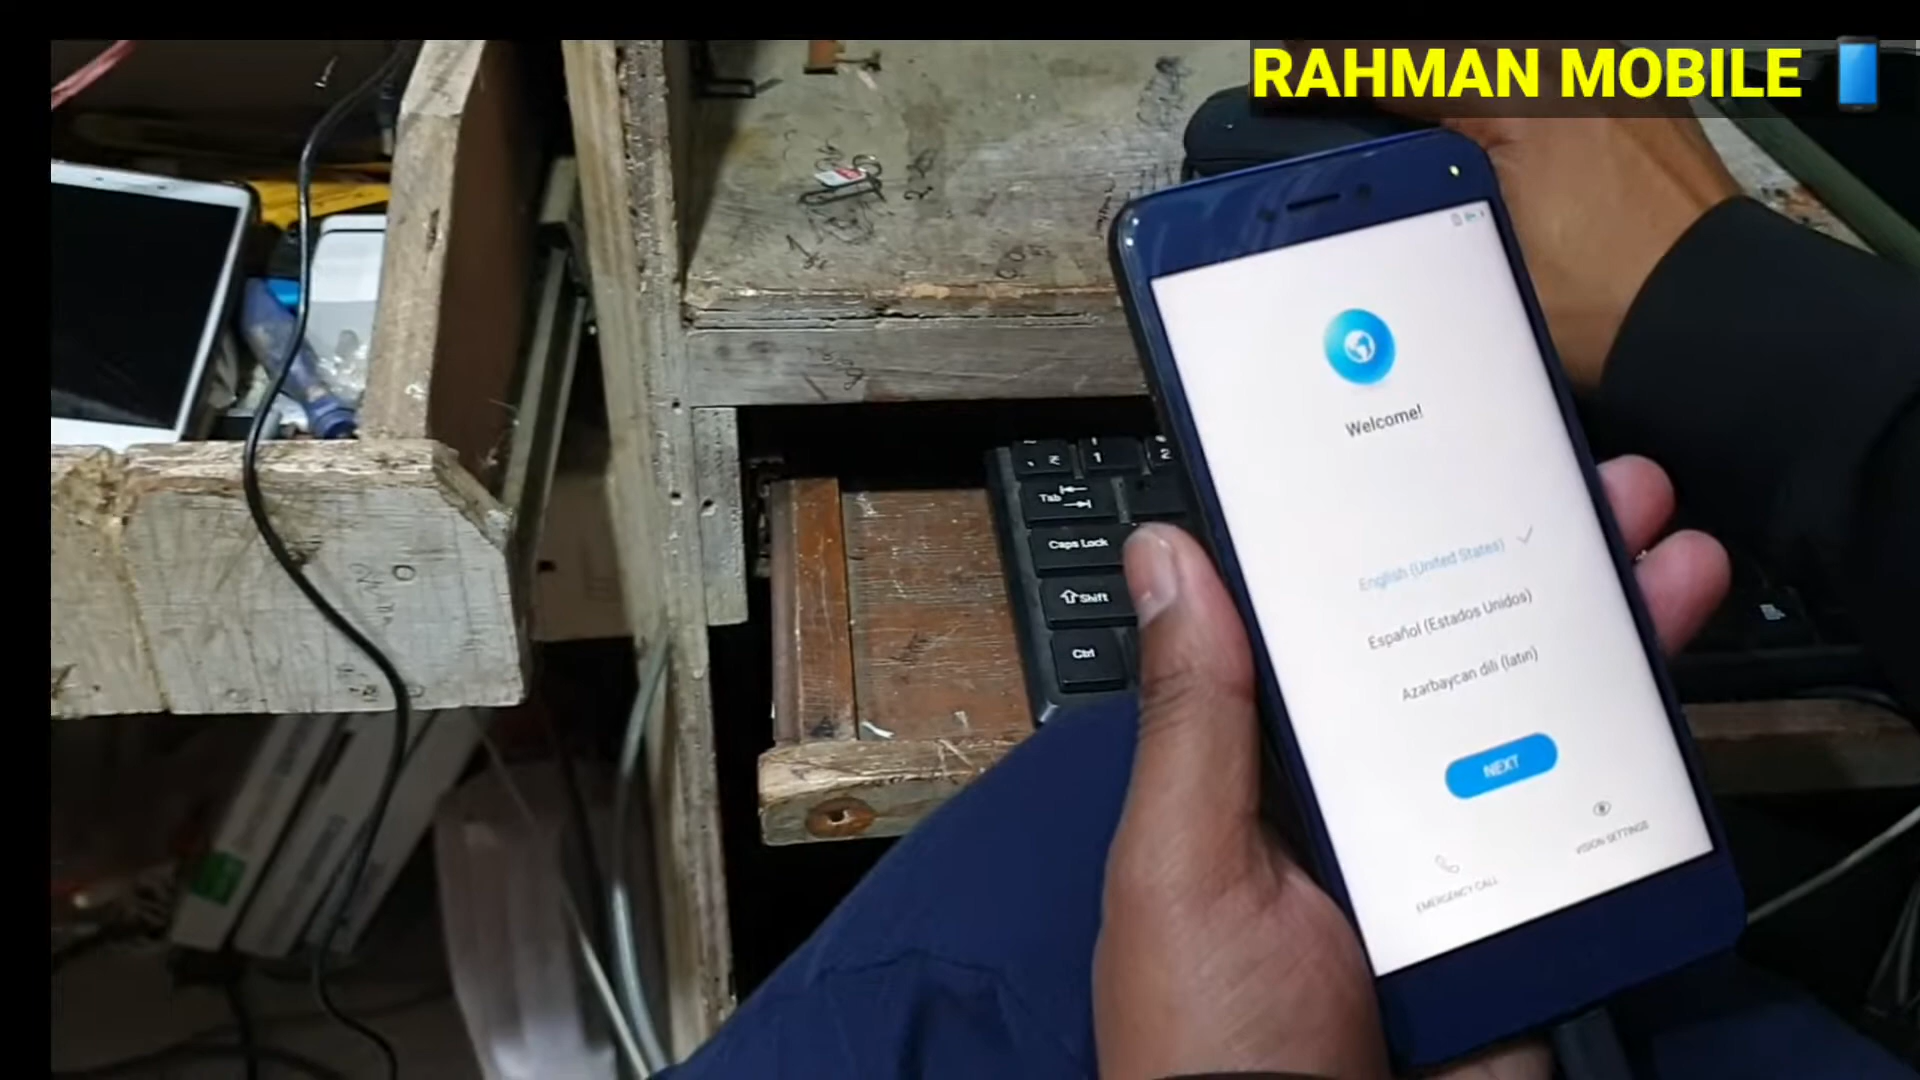 RAHMAN MOBILE
Welcome!
English (United States)
Español (Estados Unidos)
Azərbaycan dili (latın)
NEXT
VISION SETTINGS
EMERGENCY CALL
1
2
Tab
Caps Lock
Shift
Ctrl